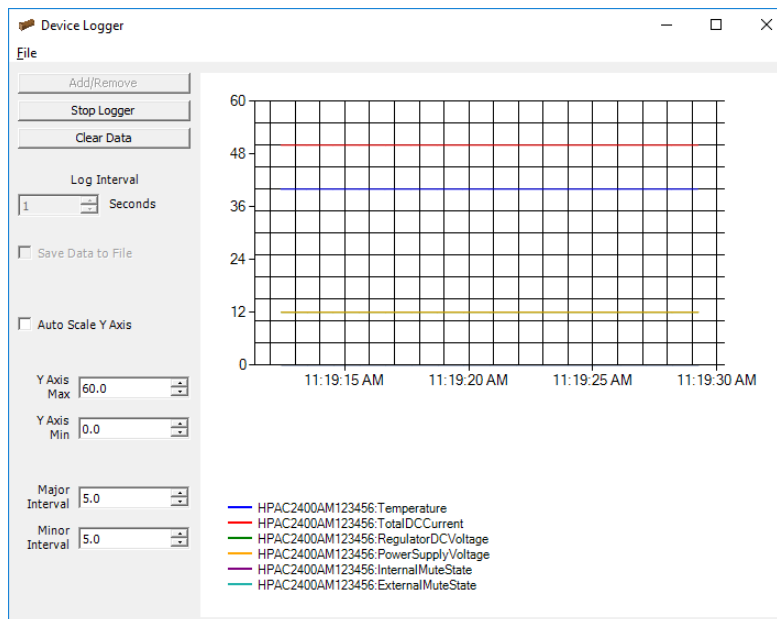 Device Logger
File
Add/Remove
Stop Logger
Clear Data
Log Interval
1 Seconds
Save Data to File
Auto Scale Y Axis
Y Axis
Max
60.0
Y Axis
Min
0.0
Major
Interval
5.0
Minor
Interval
5.0
60
48
36
24
12
0
11:19:15 AM 11:19:20 AM 11:19:25 AM 11:19:30 AM
HPAC2400AM123456:Temperature
HPAC2400AM123456:TotalDCCurrent
HPAC2400AM123456:RegulatorDCVoltage
HPAC2400AM123456:PowerSupplyVoltage
HPAC2400AM123456:InternalMuteState
HPAC2400AM123456:ExternalMuteState